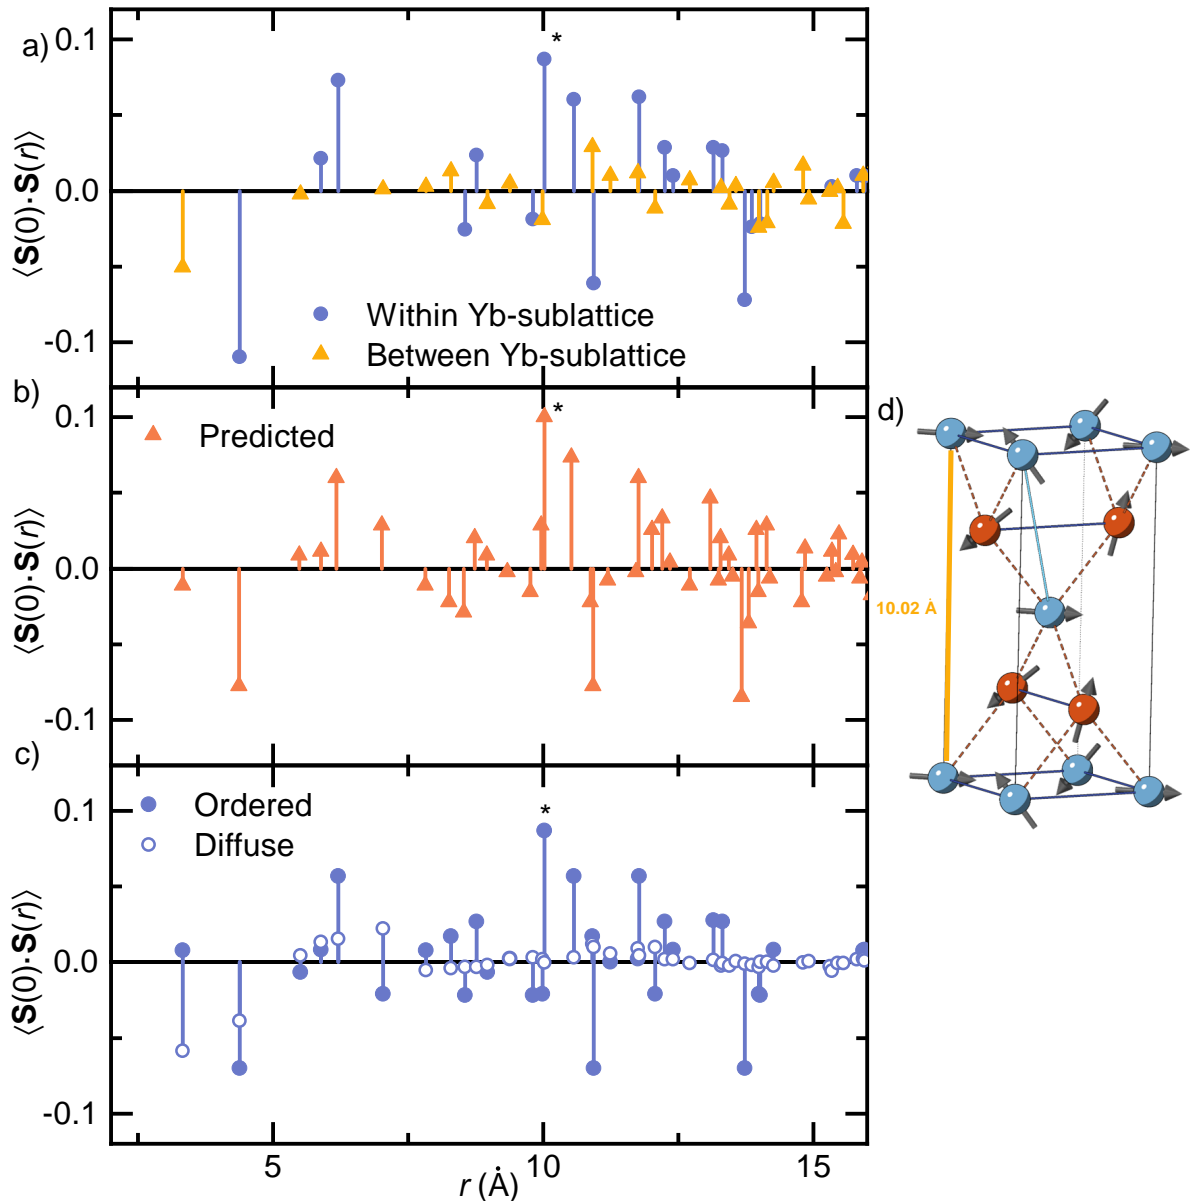 a)
0.1
*
0.0
-0.1
⟨S(0)·S(r)⟩
Within Yb-sublattice
Between Yb-sublattice
b)
0.1
*
Predicted
0.0
-0.1
⟨S(0)·S(r)⟩
d)
10.02 Å
c)
0.1
*
Ordered
Diffuse
0.0
-0.1
⟨S(0)·S(r)⟩
5 10 15
r (Å)